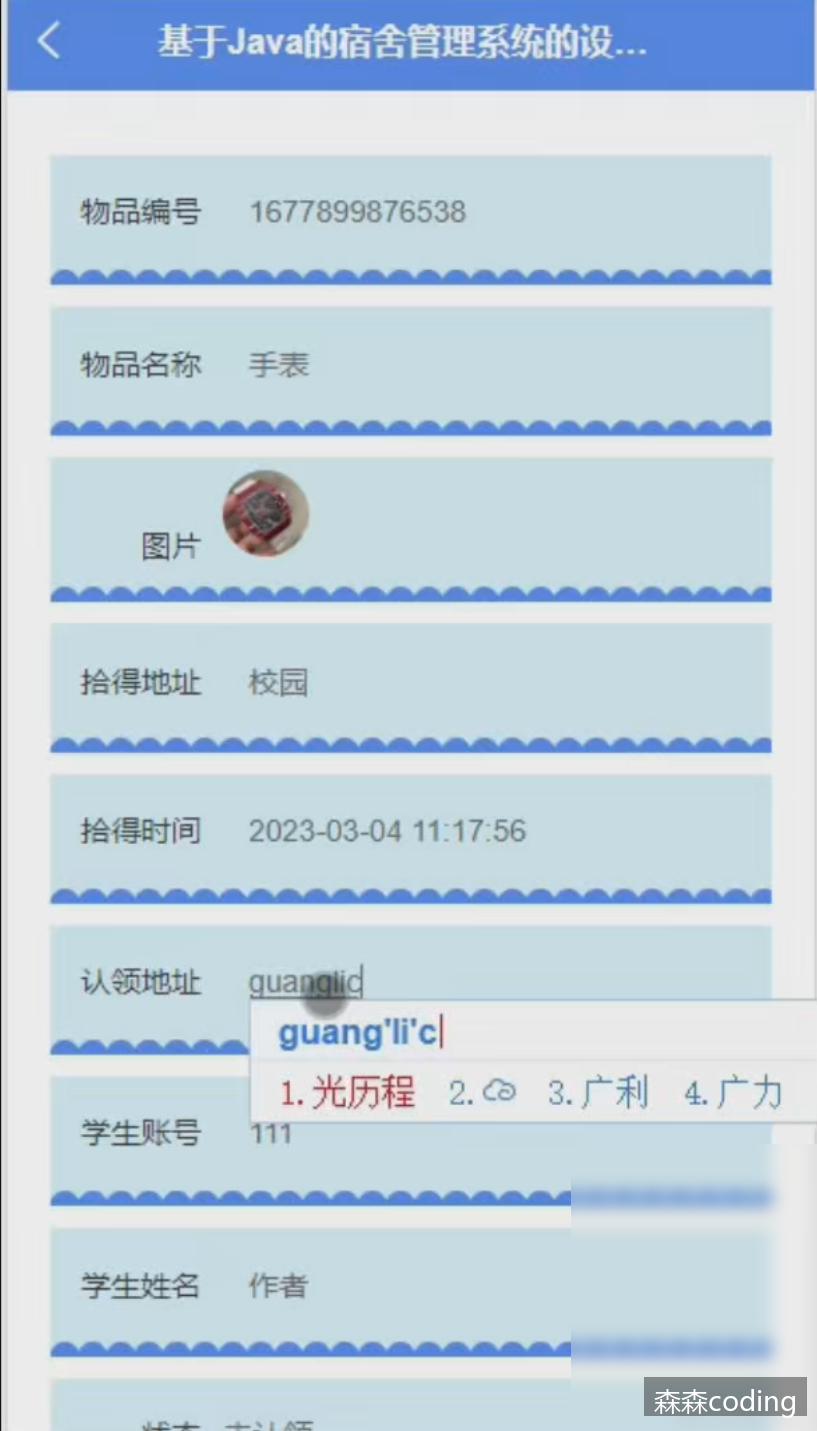 基于Java的宿舍管理系统的设...
物品编号 1677899876538
物品名称 手表
图片
拾得地址 校园
拾得时间 2023-03-04 11:17:56
认领地址 guanglic
guang'li'c
1.光历程 2. 3.广利 4.广力
学生账号 111
学生姓名 作者
森森coding